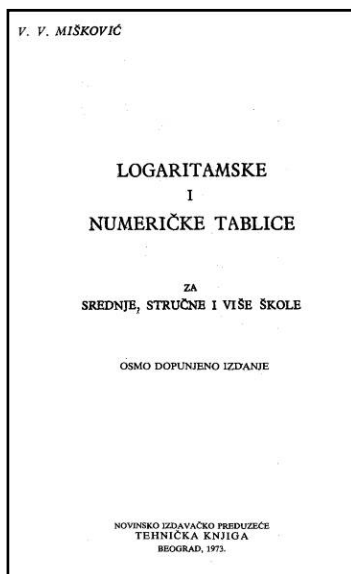 V. V. MIŠKOVIĆ
LOGARITAMSKE
I
NUMERIČKE TABLICE
ZA
SREDNJE, STRUČNE I VIŠE ŠKOLE
OSMO DOPUNJENO IZDANJE
NOVINSKO IZDAVAČKO PREDUZEĆE
TEHNIČKA KNJIGA
BEOGRAD, 1973.